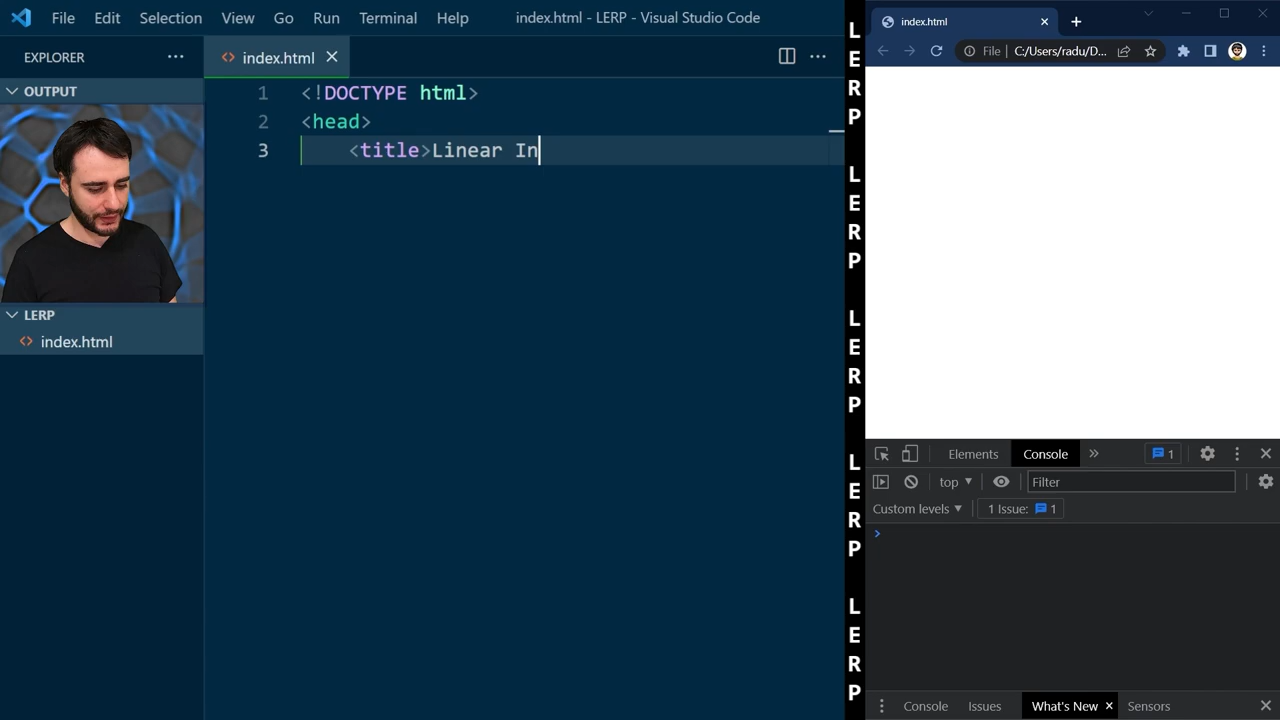 File Edit Selection View Go Run Terminal Help index.html - LERP - Visual Studio Code
EXPLORER
OUTPUT
LERP
index.html
index.html
1 <!DOCTYPE html>
2 <head>
3 <title>Linear In
L
E
R
P
L
E
R
P
L
E
R
P
L
E
R
P
L
E
R
P
index.html
File C:/Users/radu/D...
Elements Console 1
top Filter
Custom levels 1 Issue: 1
Console Issues What's New Sensors